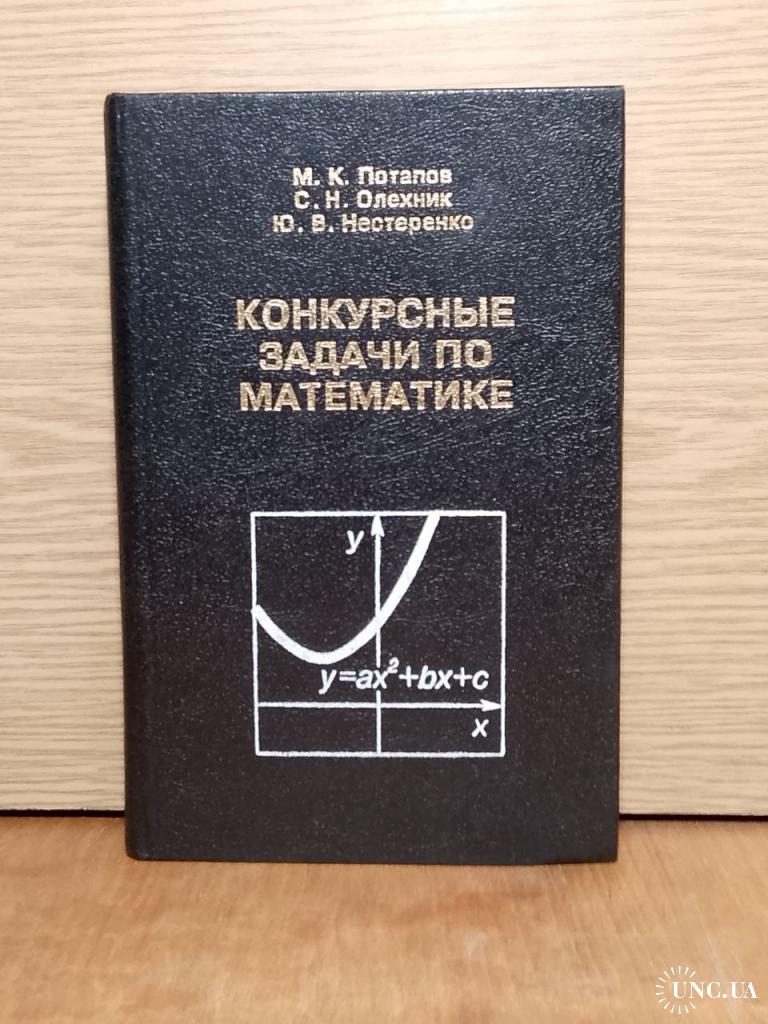 М. К. Потапов
С. Н. Олехник
Ю. В. Нестеренко
КОНКУРСНЫЕ
ЗАДАЧИ ПО
МАТЕМАТИКЕ
y
y=ax²+bx+c
x
UNC.UA